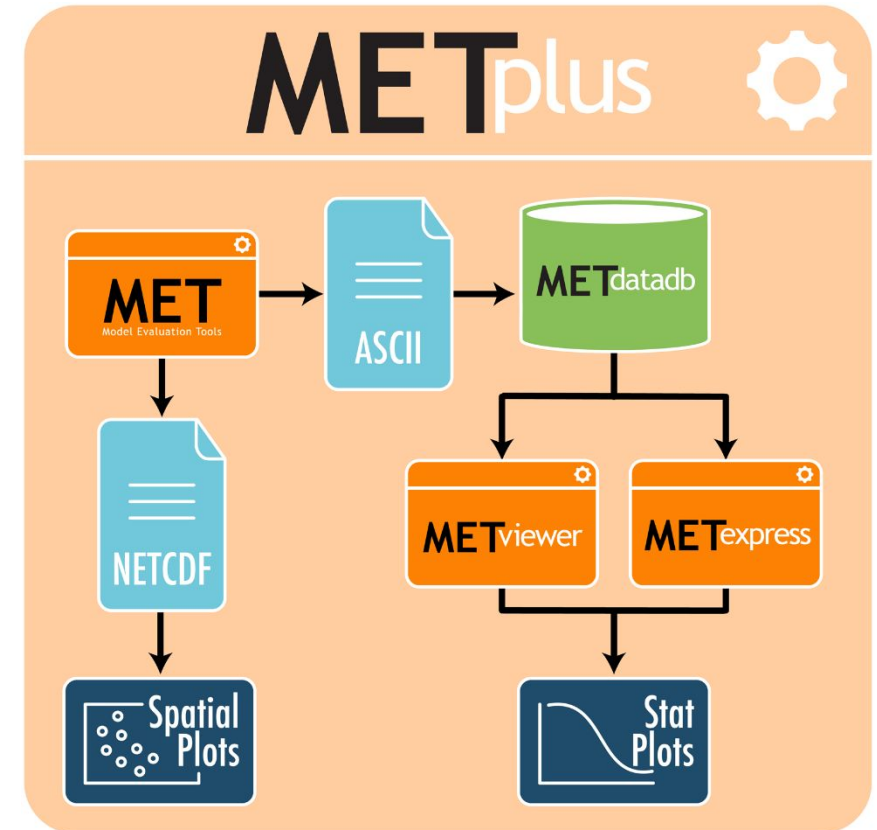 METplus
MET
Model Evaluation Tools
ASCII
METdatadb
NETCDF
METviewer
METexpress
Spatial
Plots
Stat
Plots